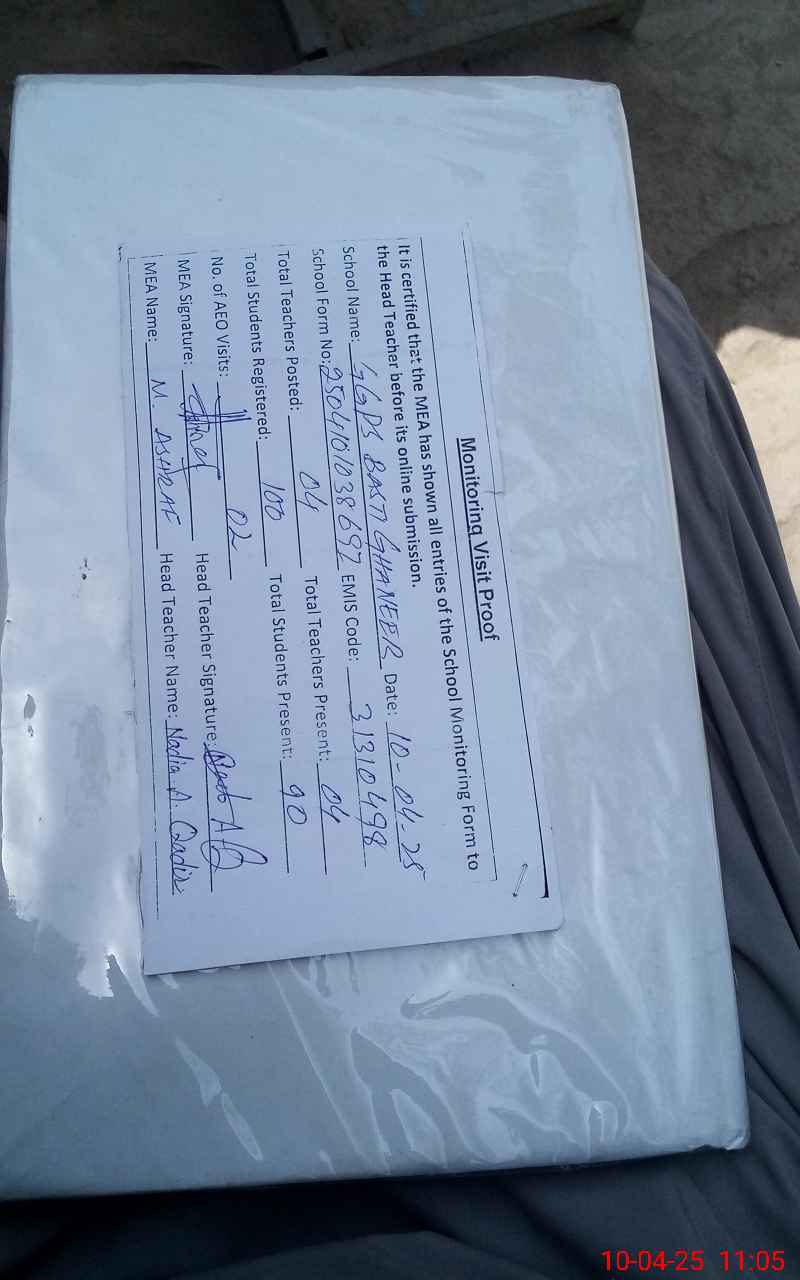 Monitoring Visit Proof
It is certified that the MEA has shown all entries of the School Monitoring Form to
the Head Teacher before its online submission.
School Name: GGPS BASTI GHANEER Date: 10-04-25
School Form No: 250410103869 2 EMIS Code: 31310498
Total Teachers Posted: 04 Total Teachers Present: 04
Total Students Registered: 100 Total Students Present: 90
No. of AEO Visits: 02
MEA Signature: Head Teacher Signature:
MEA Name: M. ASHRAF Head Teacher Name: Nadia A. Qadir
10-04-25 11:05